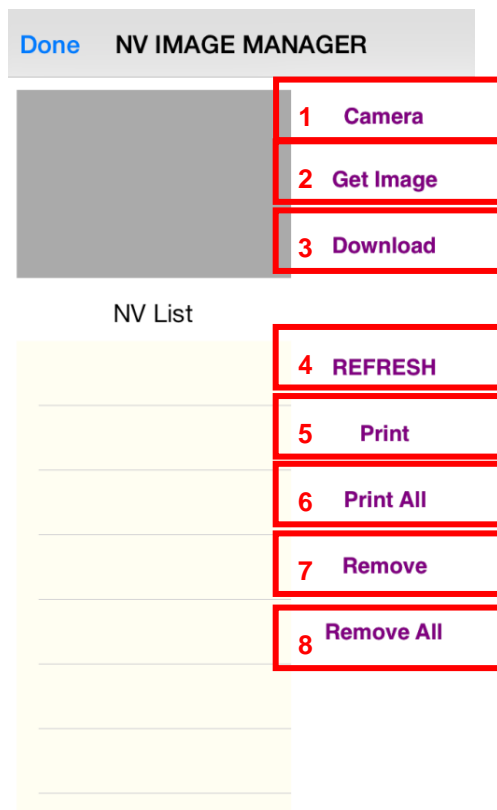 Done NV IMAGE MANAGER
1 Camera
2 Get Image
3 Download
NV List
4 REFRESH
5 Print
6 Print All
7 Remove
8 Remove All